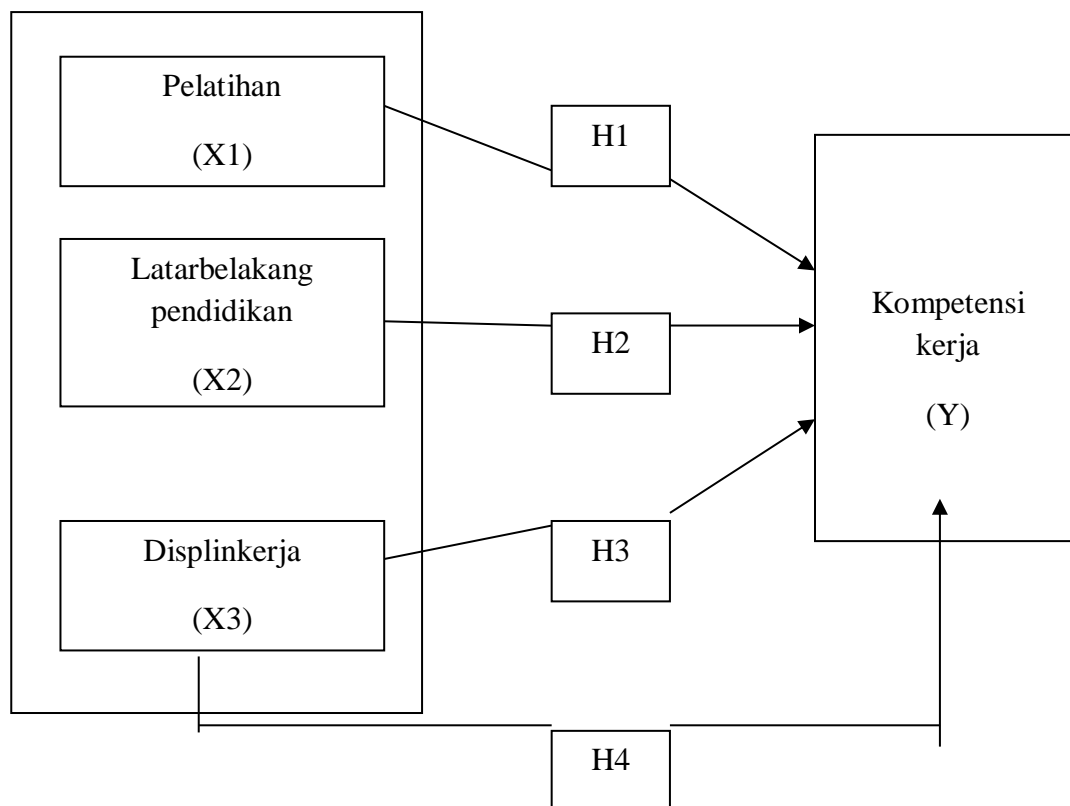 Pelatihan
(X1)
H1
Latarbelakang
pendidikan
(X2)
H2
Kompetensi
kerja
(Y)
Displinkerja
(X3)
H3
H4